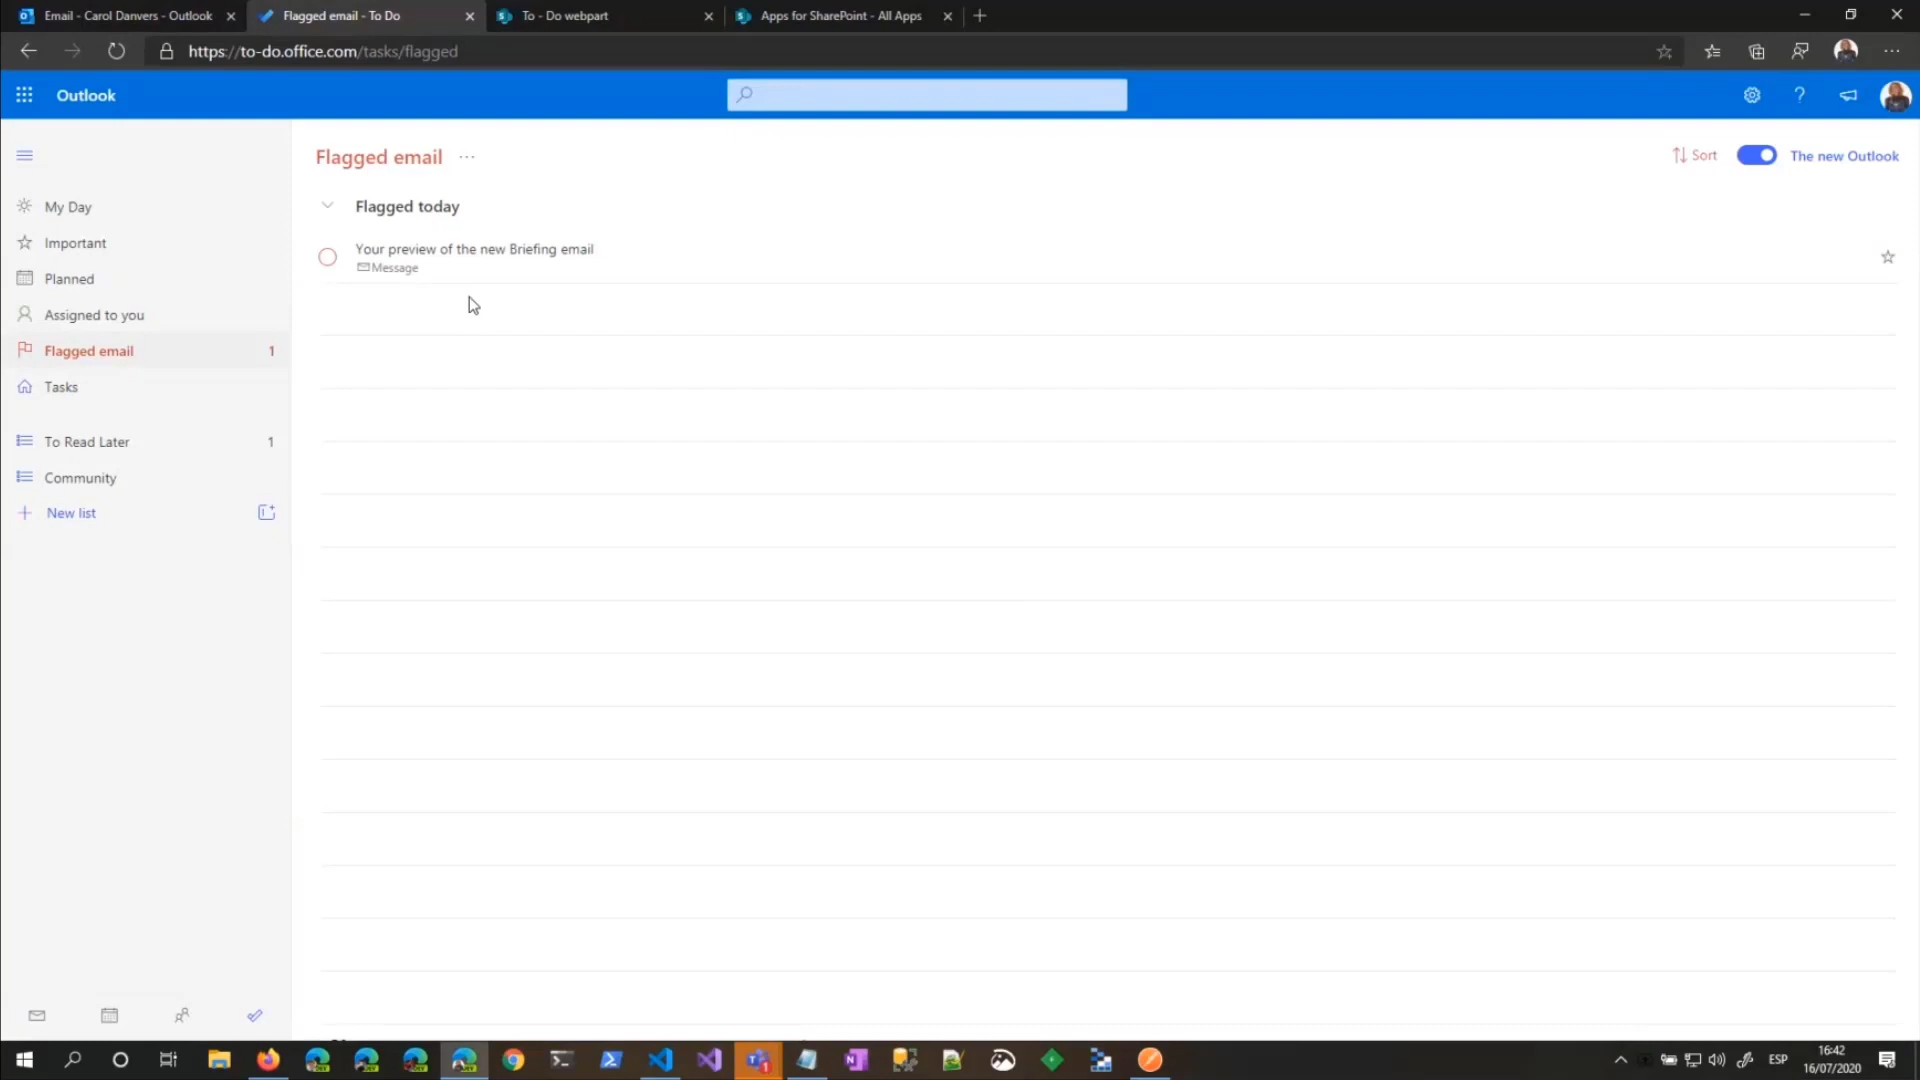 Email - Carol Danvers - Outlook
Flagged email - To Do
To - Do webpart
Apps for SharePoint - All Apps
https://to-do.office.com/tasks/flagged
Outlook
Flagged email ...
Sort
The new Outlook
My Day
Important
Planned
Assigned to you
Flagged email 1
Tasks
To Read Later 1
Community
New list
Flagged today
Your preview of the new Briefing email
Message
ESP
16:42
16/07/2020